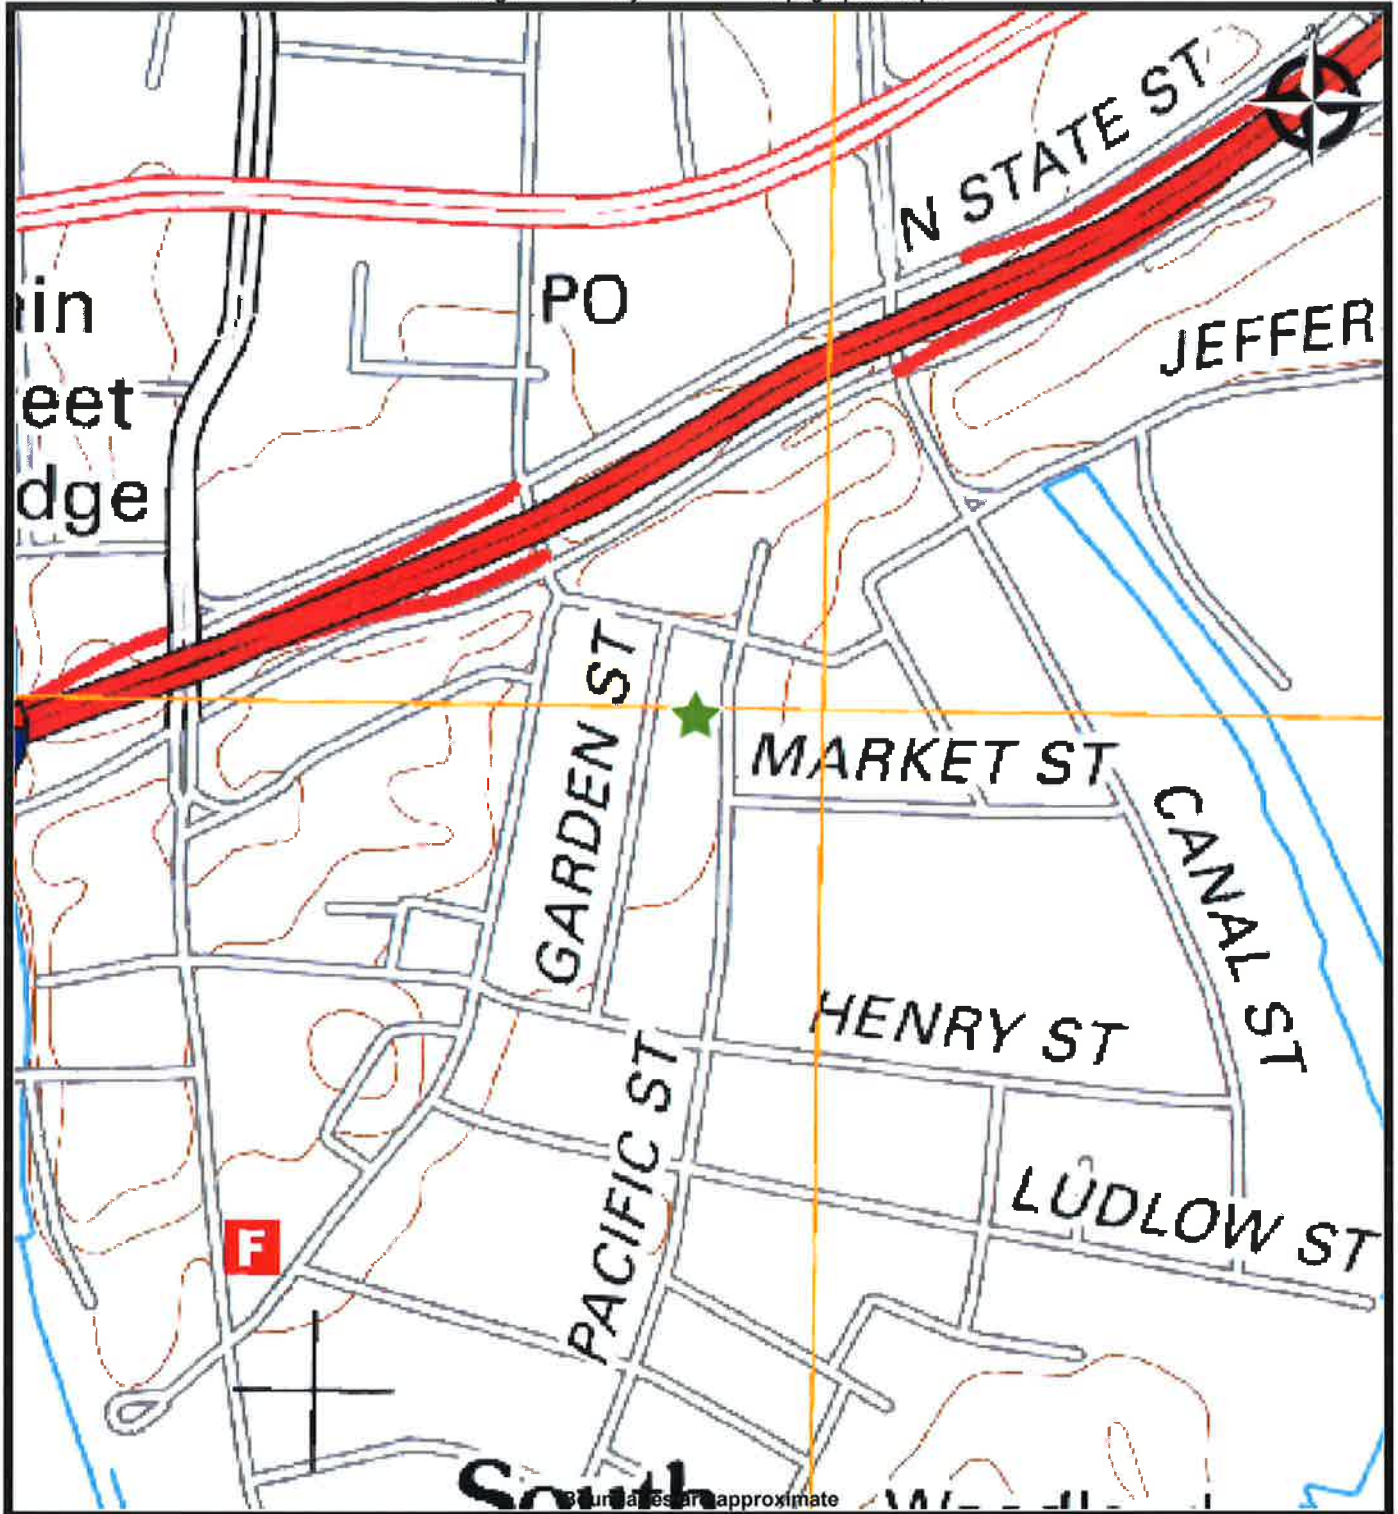 N STATE ST
in
PO
JEFFER
eet
dge
GARDEN ST
MARKET ST
CANAL ST
HENRY ST
PACIFIC ST
LUDLOW ST
F
South
Boundaries are approximate